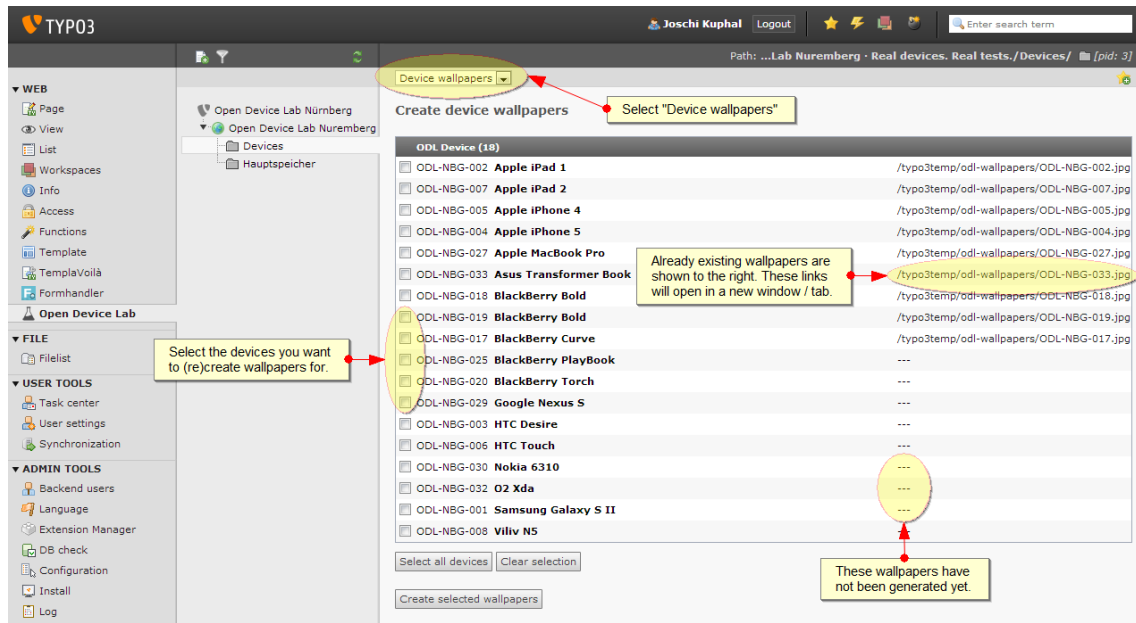 TYPO3
Joschi Kuphal Logout Enter search term
Path: ...Lab Nuremberg · Real devices. Real tests./Devices/ [pid: 3]
Device wallpapers
Select "Device wallpapers"
WEB
Page
View
List
Workspaces
Info
Access
Functions
Template
TemplaVoilà
Formhandler
Open Device Lab
FILE
Filelist
USER TOOLS
Task center
User settings
Synchronization
ADMIN TOOLS
Backend users
Language
Extension Manager
DB check
Configuration
Install
Log
Open Device Lab Nürnberg
Open Device Lab Nuremberg
Devices
Hauptspeicher
Create device wallpapers
ODL Device (18)
ODL-NBG-002 Apple iPad 1 /typo3temp/odl-wallpapers/ODL-NBG-002.jpg
ODL-NBG-007 Apple iPad 2 /typo3temp/odl-wallpapers/ODL-NBG-007.jpg
ODL-NBG-005 Apple iPhone 4 /typo3temp/odl-wallpapers/ODL-NBG-005.jpg
ODL-NBG-004 Apple iPhone 5 /typo3temp/odl-wallpapers/ODL-NBG-004.jpg
ODL-NBG-027 Apple MacBook Pro /typo3temp/odl-wallpapers/ODL-NBG-027.jpg
ODL-NBG-033 Asus Transformer Book /typo3temp/odl-wallpapers/ODL-NBG-033.jpg
ODL-NBG-018 BlackBerry Bold /typo3temp/odl-wallpapers/ODL-NBG-018.jpg
ODL-NBG-019 BlackBerry Bold /typo3temp/odl-wallpapers/ODL-NBG-019.jpg
ODL-NBG-017 BlackBerry Curve /typo3temp/odl-wallpapers/ODL-NBG-017.jpg
ODL-NBG-025 BlackBerry PlayBook ---
ODL-NBG-020 BlackBerry Torch ---
ODL-NBG-029 Google Nexus S ---
ODL-NBG-003 HTC Desire ---
ODL-NBG-006 HTC Touch ---
ODL-NBG-030 Nokia 6310 ---
ODL-NBG-032 O2 Xda ---
ODL-NBG-001 Samsung Galaxy S II ---
ODL-NBG-008 Viliv N5 ---
Already existing wallpapers are
shown to the right. These links
will open in a new window / tab.
Select the devices you want
to (re)create wallpapers for.
These wallpapers have
not been generated yet.
Select all devices Clear selection
Create selected wallpapers